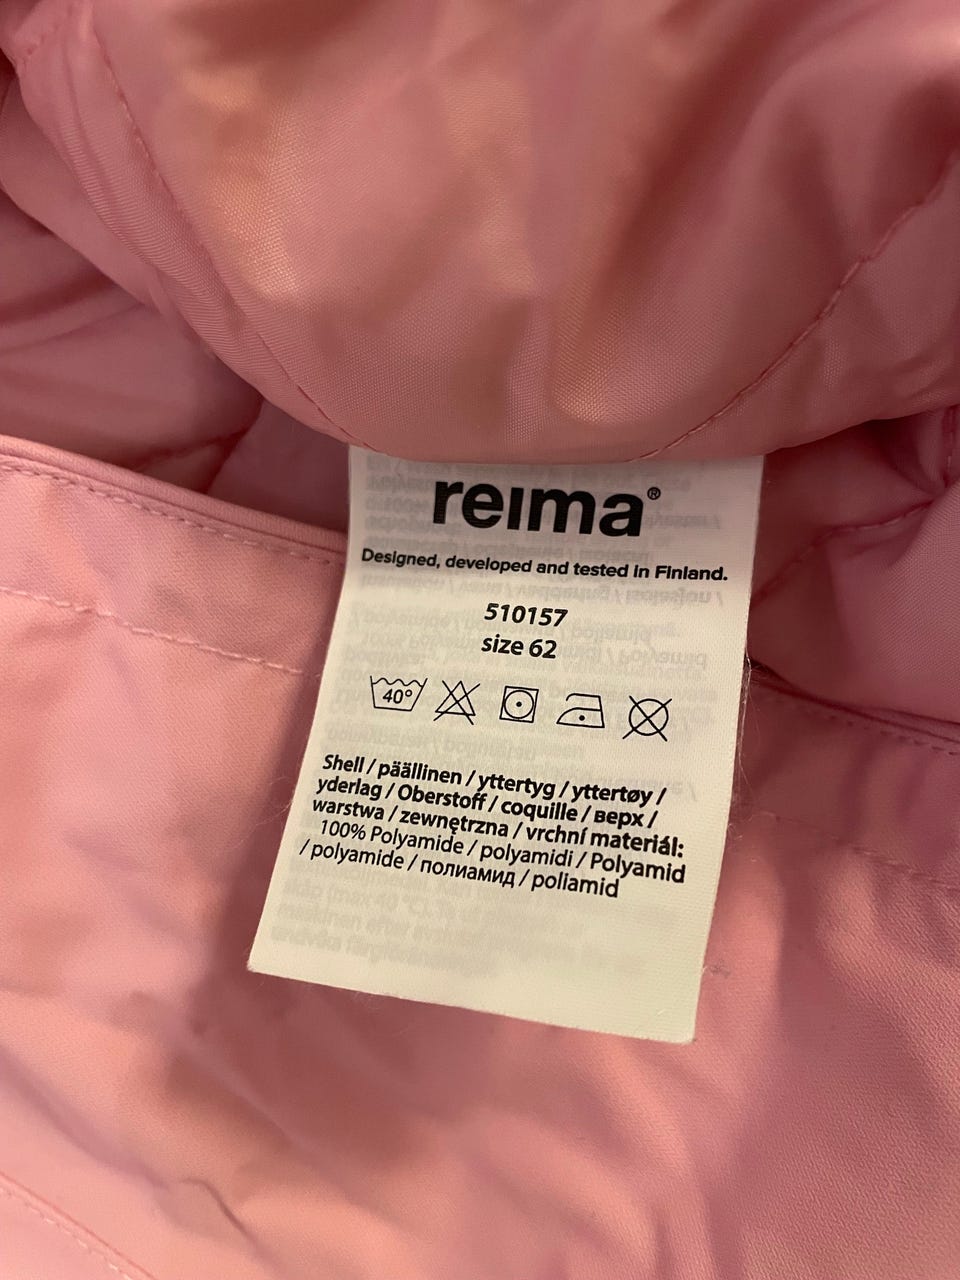 reima®
Designed, developed and tested in Finland.
510157
size 62
40°
Shell / päällinen / yttertyg / yttertøy /
yderlag / Oberstoff / coquille / верх /
warstwa / zewnętrzna / vrchní materiál:
100% Polyamide / polyamidi / Polyamid
/ polyamide / полиамид / poliamid